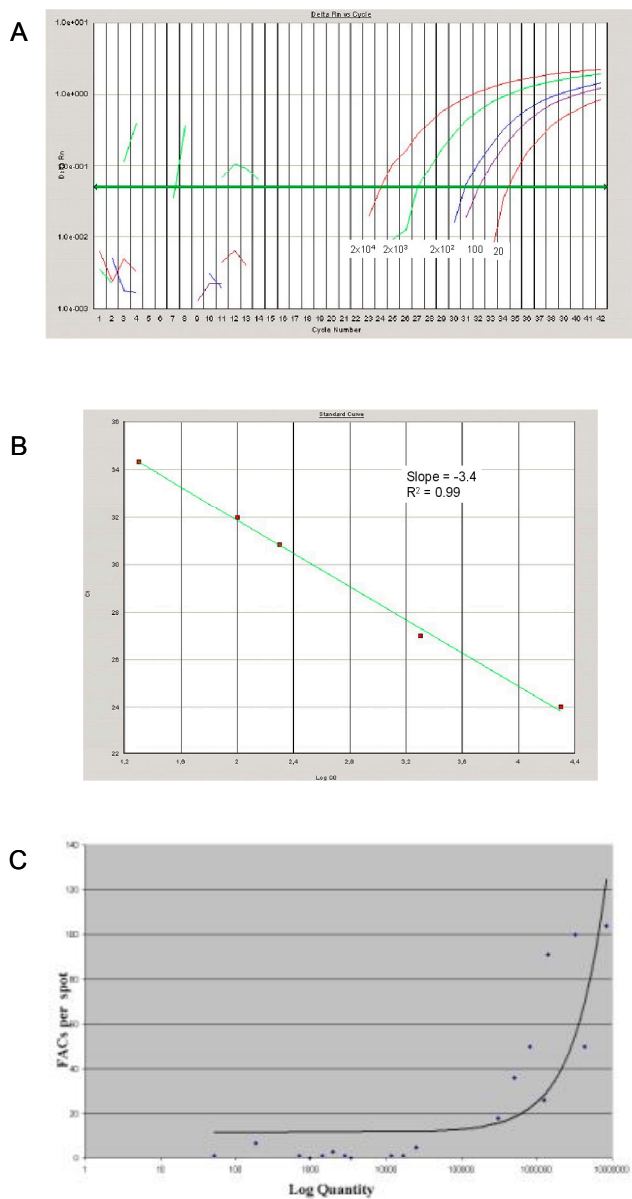 A
Delta Rn vs Cycle
1.0e+001
1.0e+000
1.0e-001
1.0e-002
1.0e-003
Delta Rn
2x10⁴ 2x10³ 2x10² 100 20
1 2 3 4 5 6 7 8 9 10 11 12 13 14 15 16 17 18 19 20 21 22 23 24 25 26 27 28 29 30 31 32 33 34 35 36 37 38 39 40 41 42
Cycle Number
B
Standard Curve
36
34
32
30
28
26
24
22
Ct
Slope = -3.4
R² = 0.99
1,2 1,6 2 2,4 2,8 3,2 3,6 4 4,4
Log C0
C
140
120
100
80
60
40
20
0
FACs per spot
1 10 100 1000 10000 100000 1000000 10000000
Log Quantity